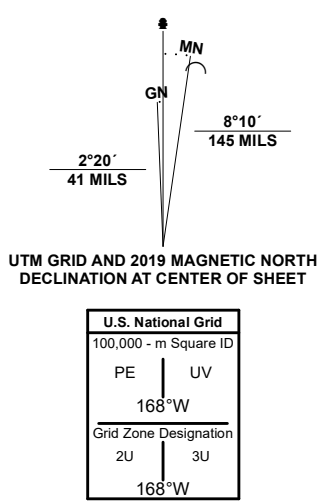 MN
GN
8°10´
145 MILS
2°20´
41 MILS
UTM GRID AND 2019 MAGNETIC NORTH
DECLINATION AT CENTER OF SHEET
U.S. National Grid
100,000 - m Square ID
PE UV
168°W
Grid Zone Designation
2U 3U
168°W